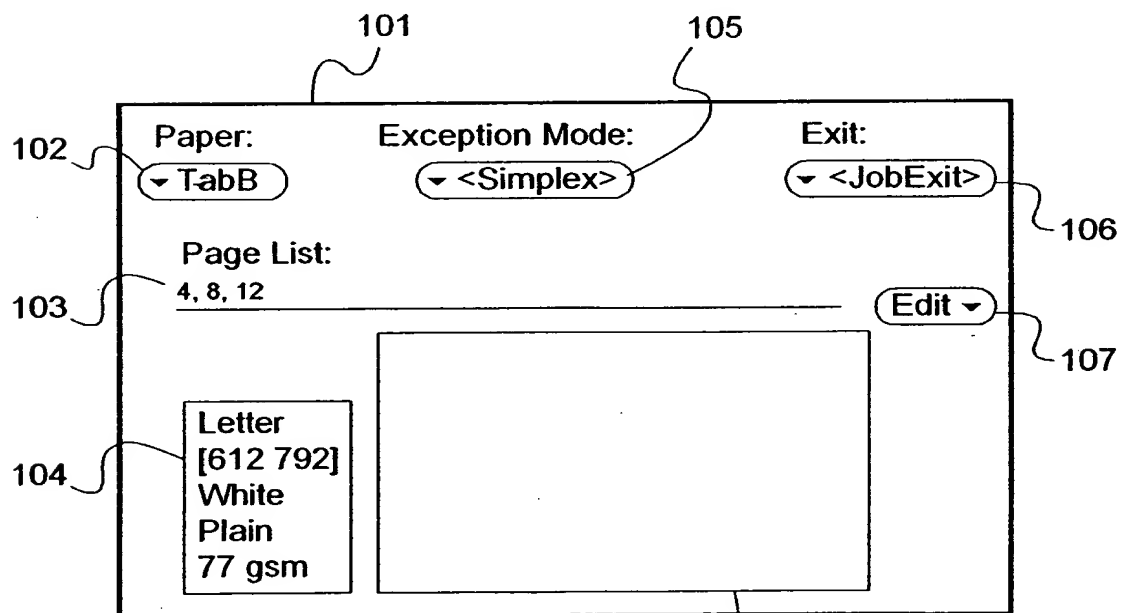 101
105
Paper:
Exception Mode:
Exit:
102
TabB
<Simplex>
<JobExit>
106
Page List:
103
4, 8, 12
Edit
107
104
Letter
[612 792]
White
Plain
77 gsm